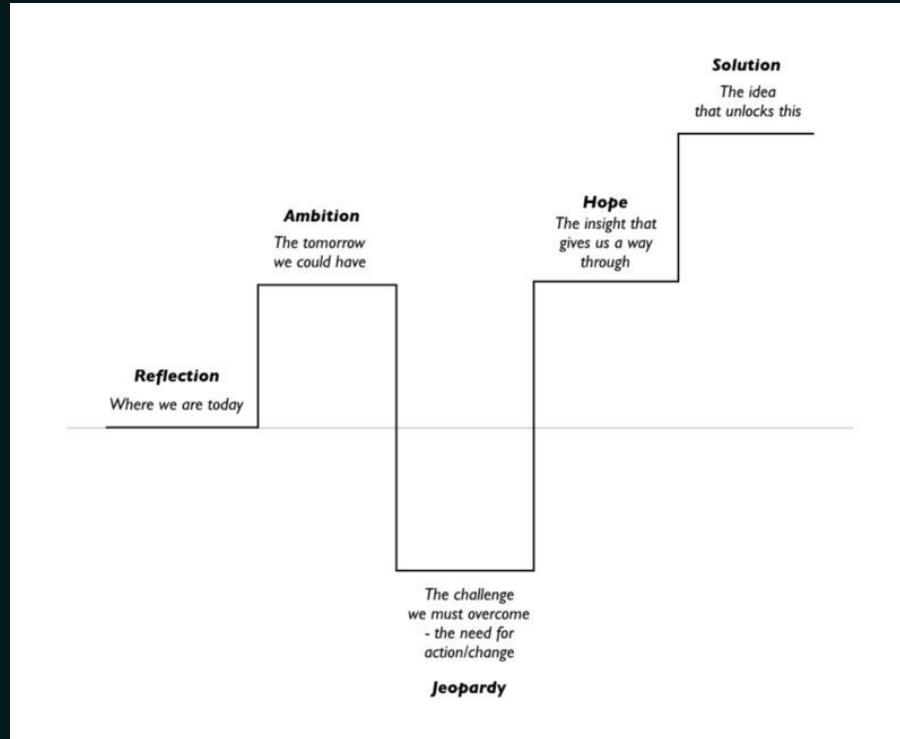 Reflection
Where we are today
Ambition
The tomorrow
we could have
The challenge
we must overcome
- the need for
action/change
Jeopardy
Hope
The insight that
gives us a way
through
Solution
The idea
that unlocks this